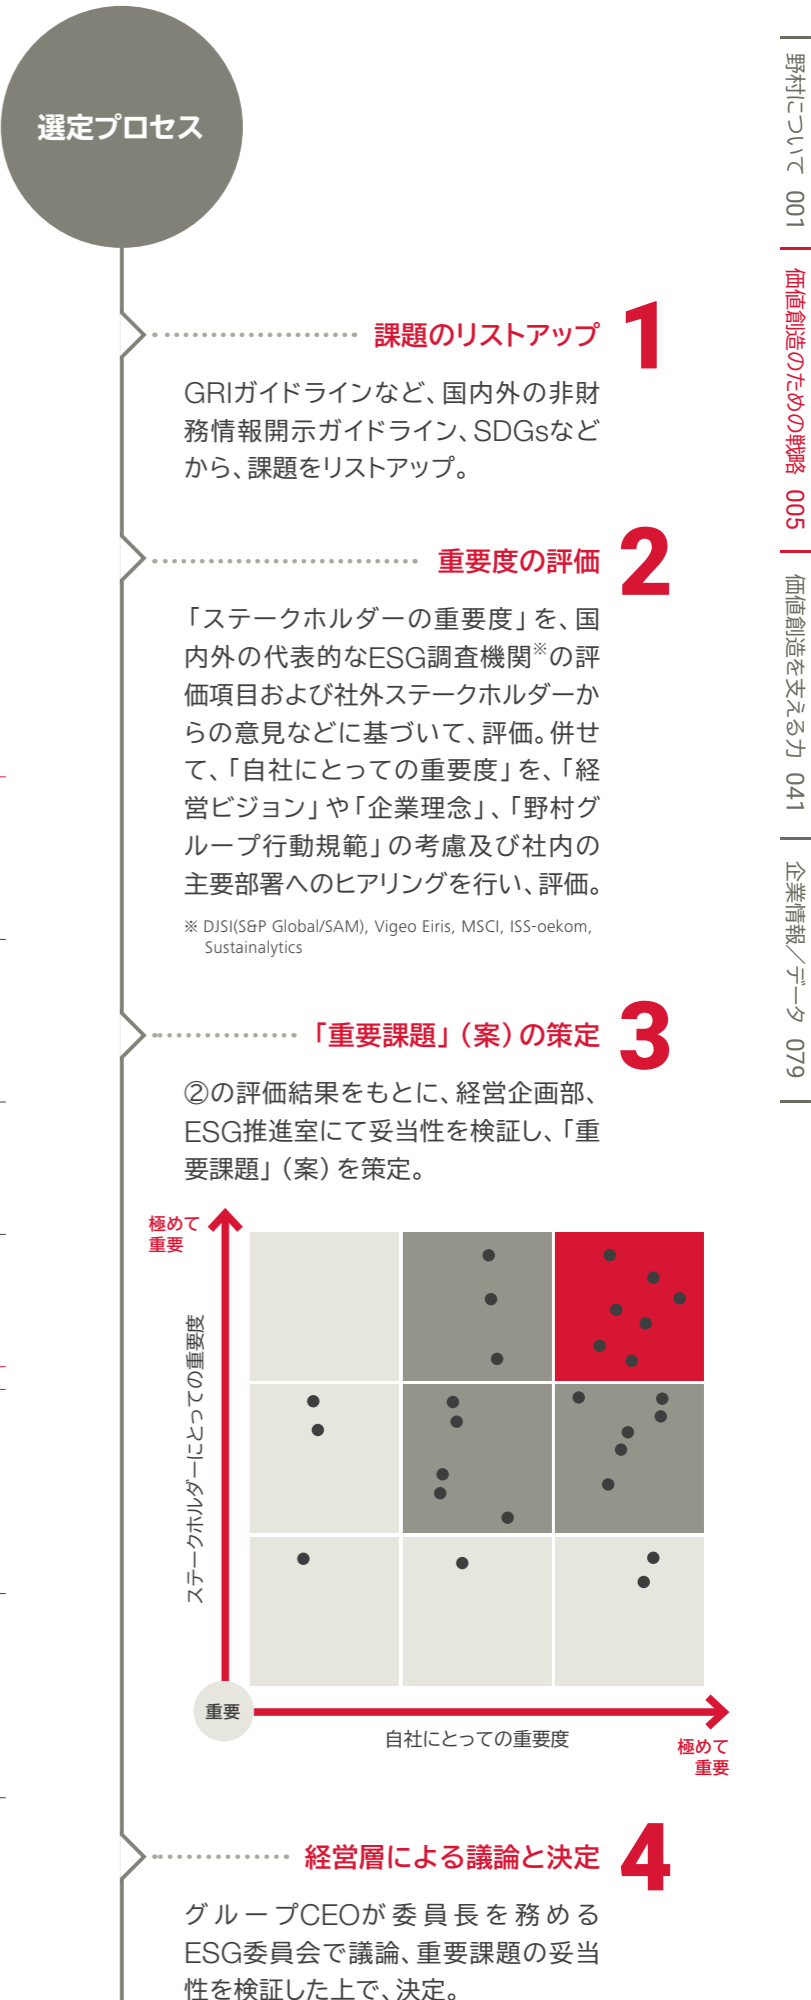 選定プロセス
課題のリストアップ 1
GRIガイドラインなど、国内外の非財
務情報開示ガイドライン、SDGsなど
から、課題をリストアップ。
重要度の評価 2
「ステークホルダーの重要度」を、国
内外の代表的なESG調査機関※の評
価項目および社外ステークホルダーか
らの意見などに基づいて、評価。併せ
て、「自社にとっての重要度」を、「経
営ビジョン」や「企業理念」、「野村グ
ループ行動規範」の考慮及び社内の
主要部署へのヒアリングを行い、評価。
※ DJSI(S&P Global/SAM), Vigeo Eiris, MSCI, ISS-oekom,
Sustainalytics
「重要課題」(案)の策定 3
②の評価結果をもとに、経営企画部、
ESG推進室にて妥当性を検証し、「重
要課題」(案)を策定。
極めて
重要
ステークホルダーにとっての重要度
重要
自社にとっての重要度
極めて
重要
経営層による議論と決定 4
グループCEOが委員長を務める
ESG委員会で議論、重要課題の妥当
性を検証した上で、決定。
野村について 001
価値創造のための戦略 005
価値創造を支える力 041
企業情報/データ 079